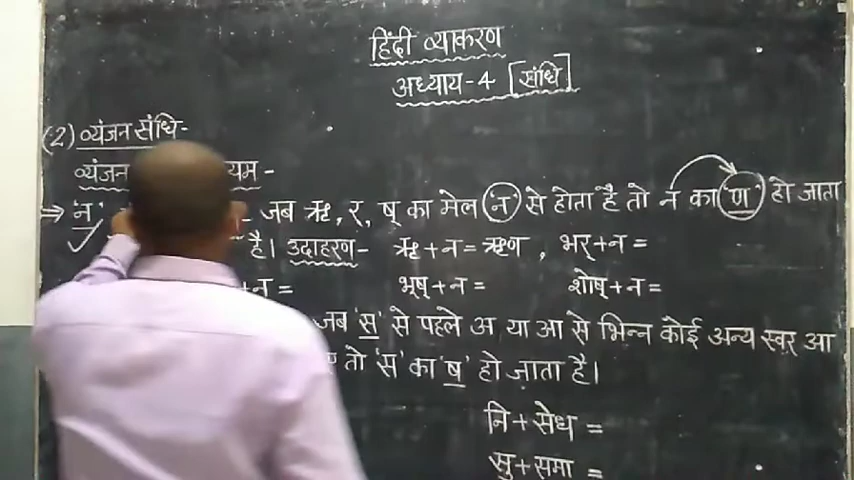 हिंदी व्याकरण
अध्याय-4 [संधि]
(2) व्यंजन संधि-
व्यंजन यम -
⇒ 'न' - जब ऋ, र्, ष् का मेल 'न' से होता है तो न का 'ण' हो जाता
है। उदाहरण- ऋ+न = ऋण , भर्+न =
+न = भूष्+न = शोष्+न =
जब 'स' से पहले अ या आ से भिन्न कोई अन्य स्वर आ
तो 'स' का 'ष' हो जाता है।
नि + सेध =
सु + समा =